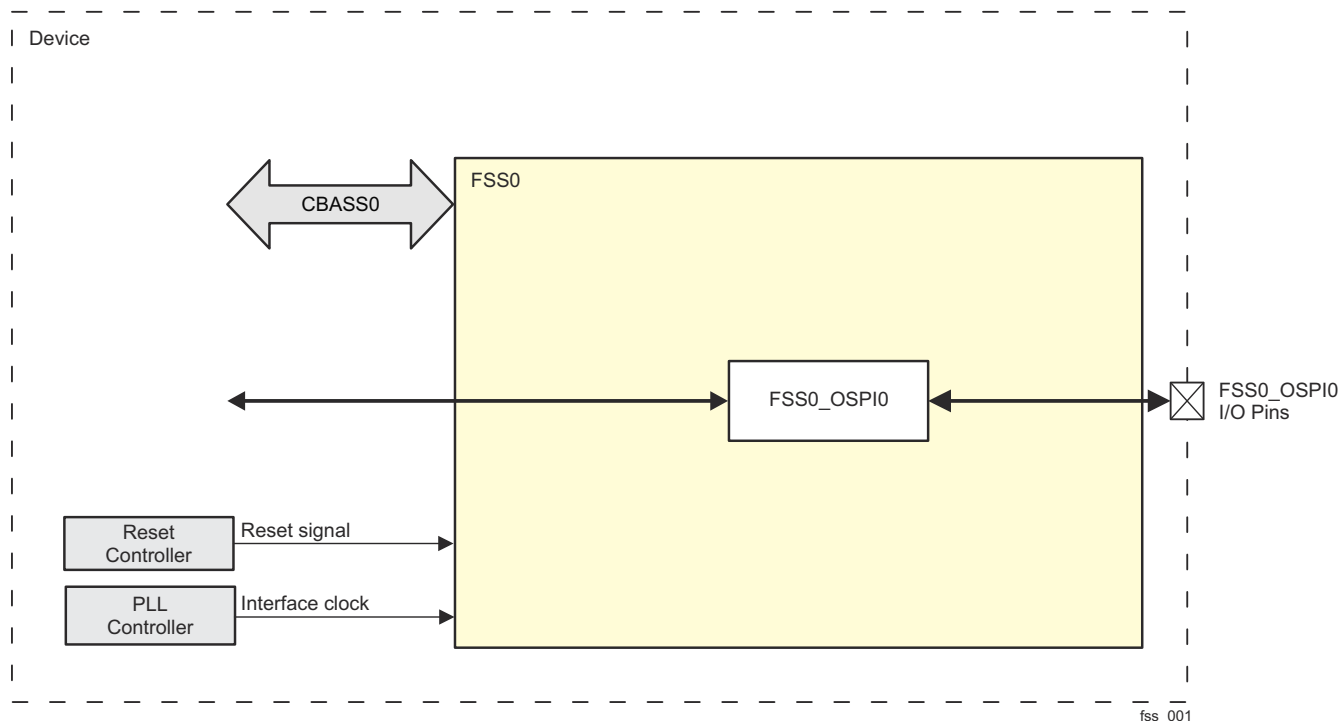 Device
FSS0
CBASS0
FSS0_OSPI0
FSS0_OSPI0
I/O Pins
Reset
Controller
Reset signal
PLL
Controller
Interface clock
fss_001